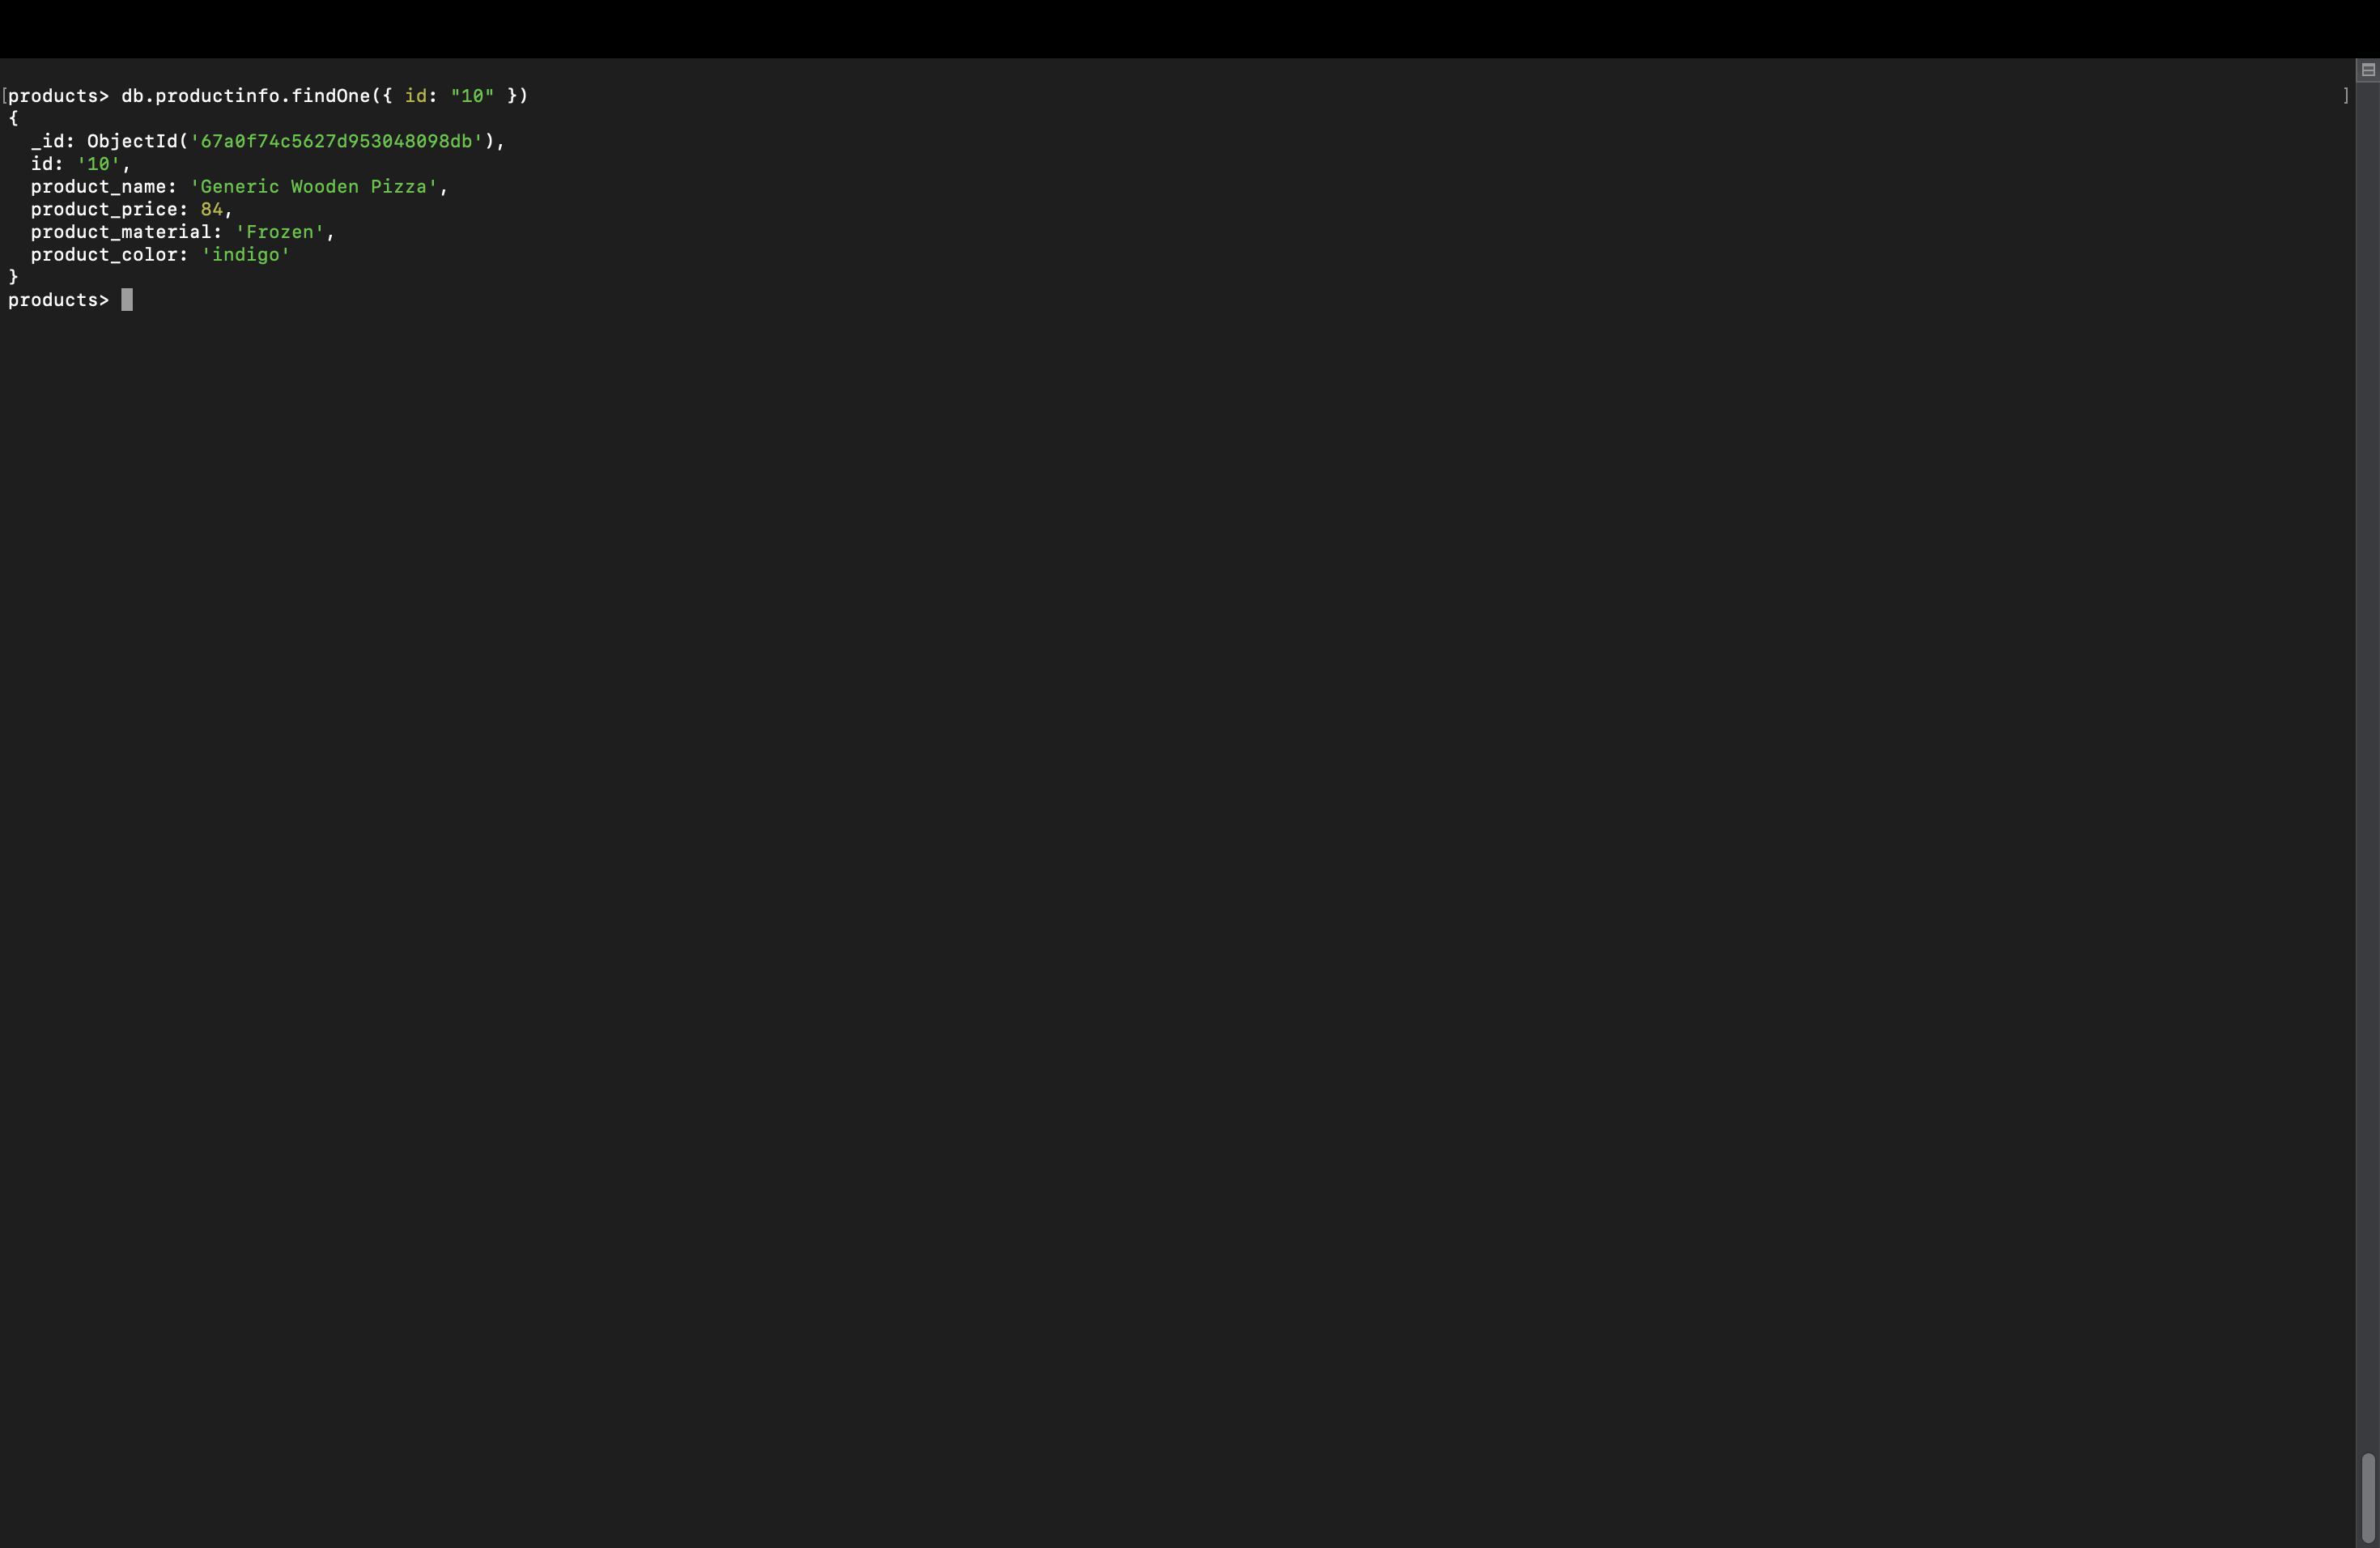 [products> db.productinfo.findOne({ id: "10" }) ]
{
  _id: ObjectId('67a0f74c5627d953048098db'),
  id: '10',
  product_name: 'Generic Wooden Pizza',
  product_price: 84,
  product_material: 'Frozen',
  product_color: 'indigo'
}
products>